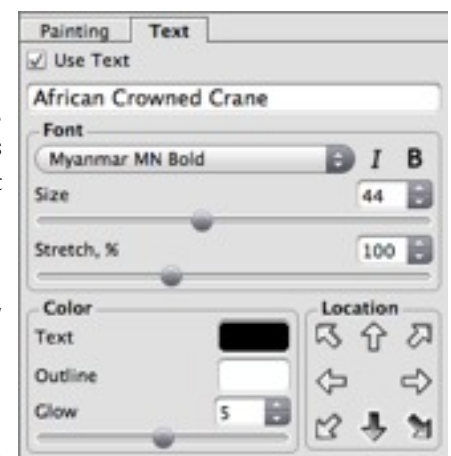 Painting Text
Use Text
African Crowned Crane
Font
Myanmar MN Bold I B
Size 44
Stretch, % 100
Color Location
Text
Outline
Glow 5